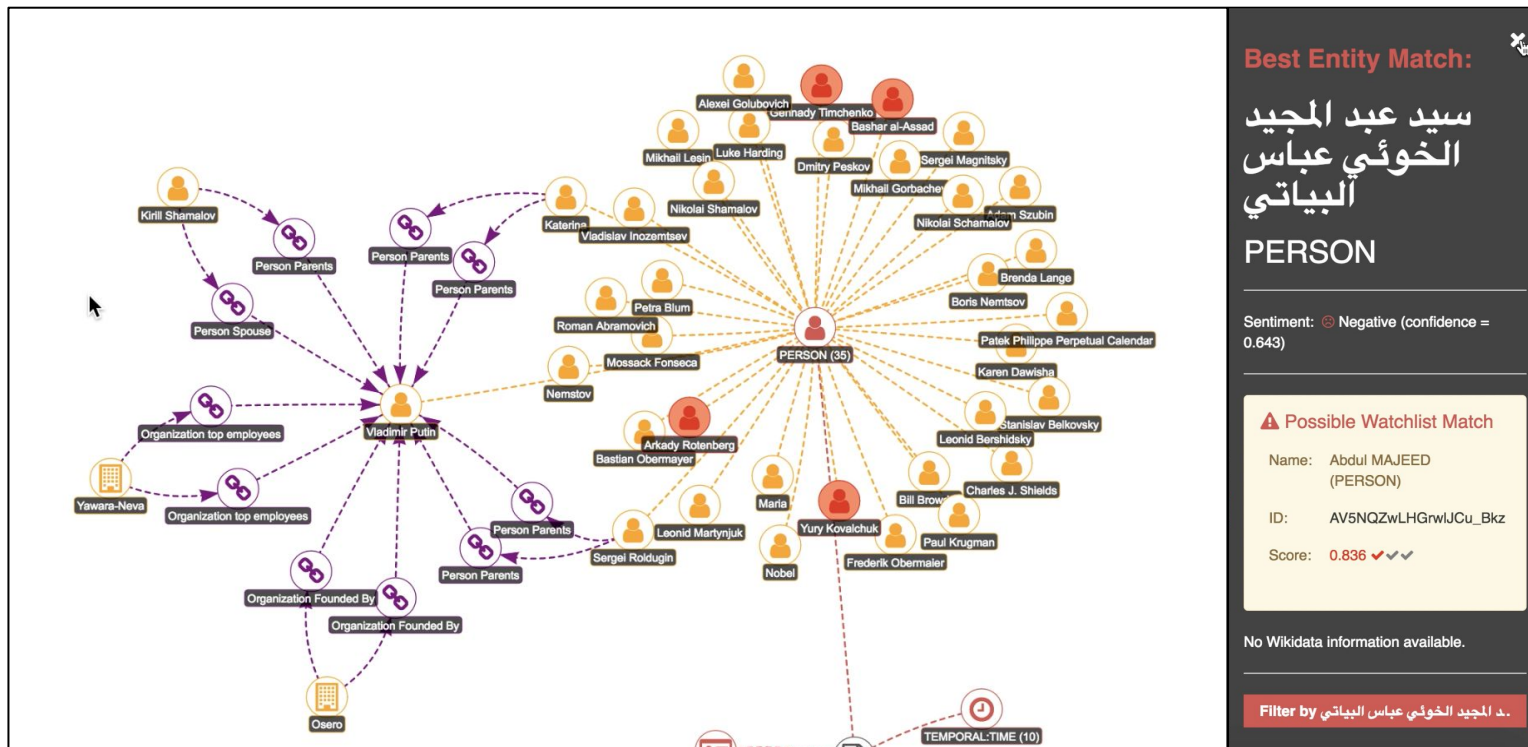 Alexei Golubovich
Gennady Timchenko
Bashar al-Assad
Mikhail Lesin
Luke Harding
Dmitry Peskov
Sergei Magnitsky
Mikhail Gorbachev
Kirill Shamalov
Nikolai Shamalov
Nikolai Schamalov
Adam Szubin
Katerina
Vladislav Inozemtsev
Person Parents
Person Parents
Person Parents
Brenda Lange
Boris Nemtsov
Petra Blum
Roman Abramovich
Person Spouse
Mossack Fonseca
PERSON (35)
Patek Philippe Perpetual Calendar
Karen Dawisha
Nemstov
Vladimir Putin
Organization top employees
Stanislav Belkovsky
Leonid Bershidsky
Arkady Rotenberg
Bastian Obermayer
Yawara-Neva
Organization top employees
Maria
Bill Brow
Charles J. Shields
Person Parents
Leonid Martynjuk
Yury Kovalchuk
Paul Krugman
Sergei Roldugin
Person Parents
Nobel
Frederik Obermaier
Organization Founded By
Organization Founded By
Osero
TEMPORAL:TIME (10)
Best Entity Match:
سيد عبد المجيد
الخوئي عباس
البياتي
PERSON
Sentiment: Negative (confidence =
0.643)
Possible Watchlist Match
Name: Abdul MAJEED
(PERSON)
ID: AV5NQZwLHGrwlJCu_Bkz
Score: 0.836
No Wikidata information available.
Filter by د المجيد الخوئي عباس البياتي..